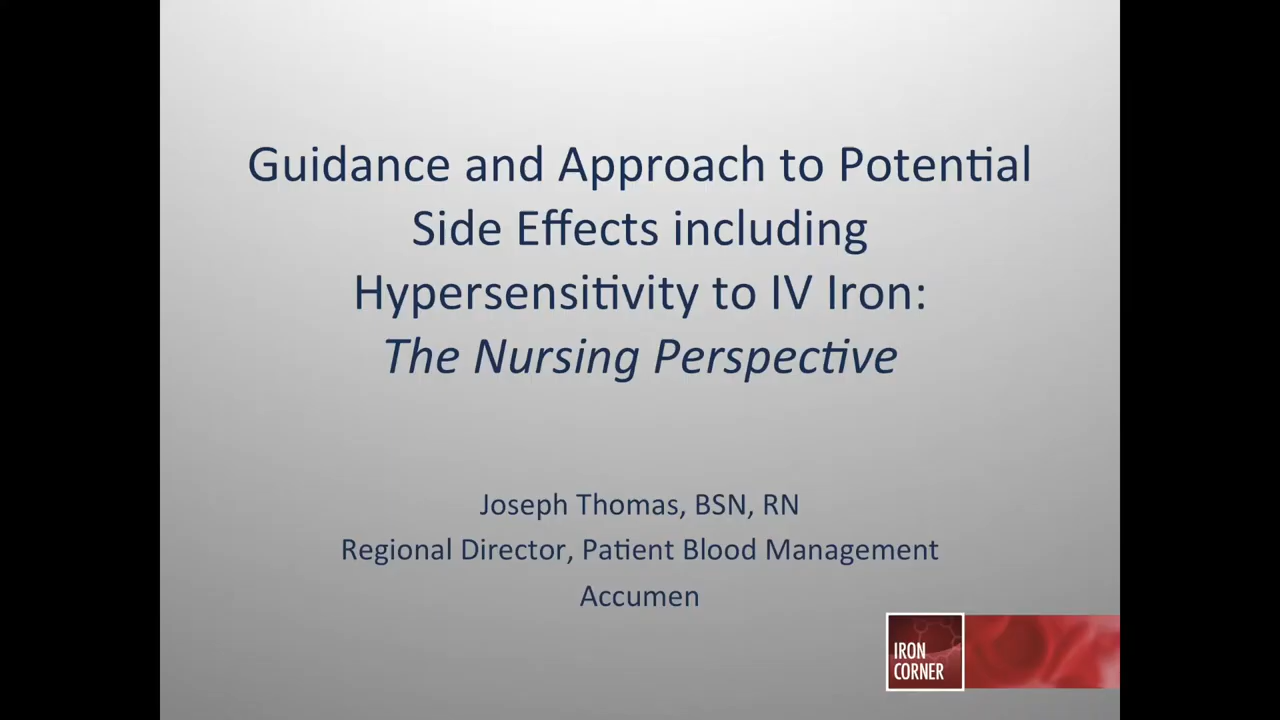 Guidance and Approach to Potential
Side Effects including
Hypersensitivity to IV Iron:
The Nursing Perspective
Joseph Thomas, BSN, RN
Regional Director, Patient Blood Management
Accumen
IRON
CORNER